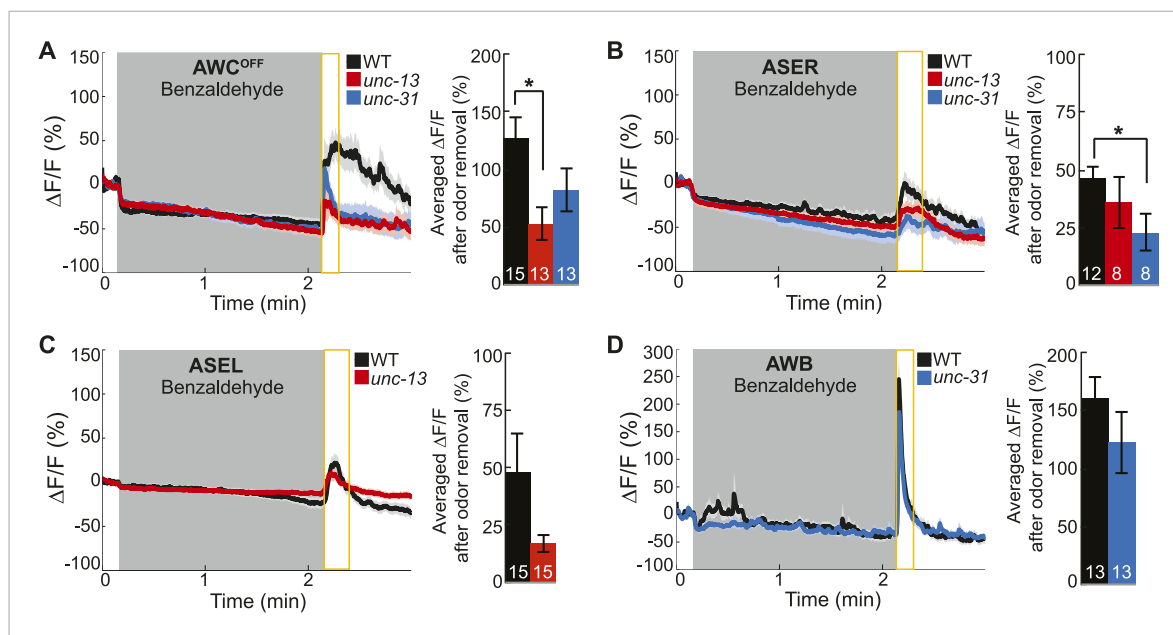 A
AWCOFF
Benzaldehyde
WT
unc-13
unc-31
ΔF/F (%)
150
100
50
0
-50
-100
0
1
2
Time (min)
Averaged ΔF/F
after odor removal (%)
200
150
100
50
0
*
15
13
13
B
ASER
Benzaldehyde
WT
unc-13
unc-31
ΔF/F (%)
150
100
50
0
-50
-100
0
1
2
Time (min)
Averaged ΔF/F
after odor removal (%)
100
75
50
25
0
*
12
8
8
C
ASEL
Benzaldehyde
WT
unc-13
ΔF/F (%)
150
100
50
0
-50
-100
0
1
2
Time (min)
Averaged ΔF/F
after odor removal (%)
100
75
50
25
0
15
15
D
AWB
Benzaldehyde
WT
unc-31
ΔF/F (%)
300
250
200
150
100
50
0
-50
-100
0
1
2
Time (min)
Averaged ΔF/F
after odor removal (%)
200
150
100
50
0
13
13